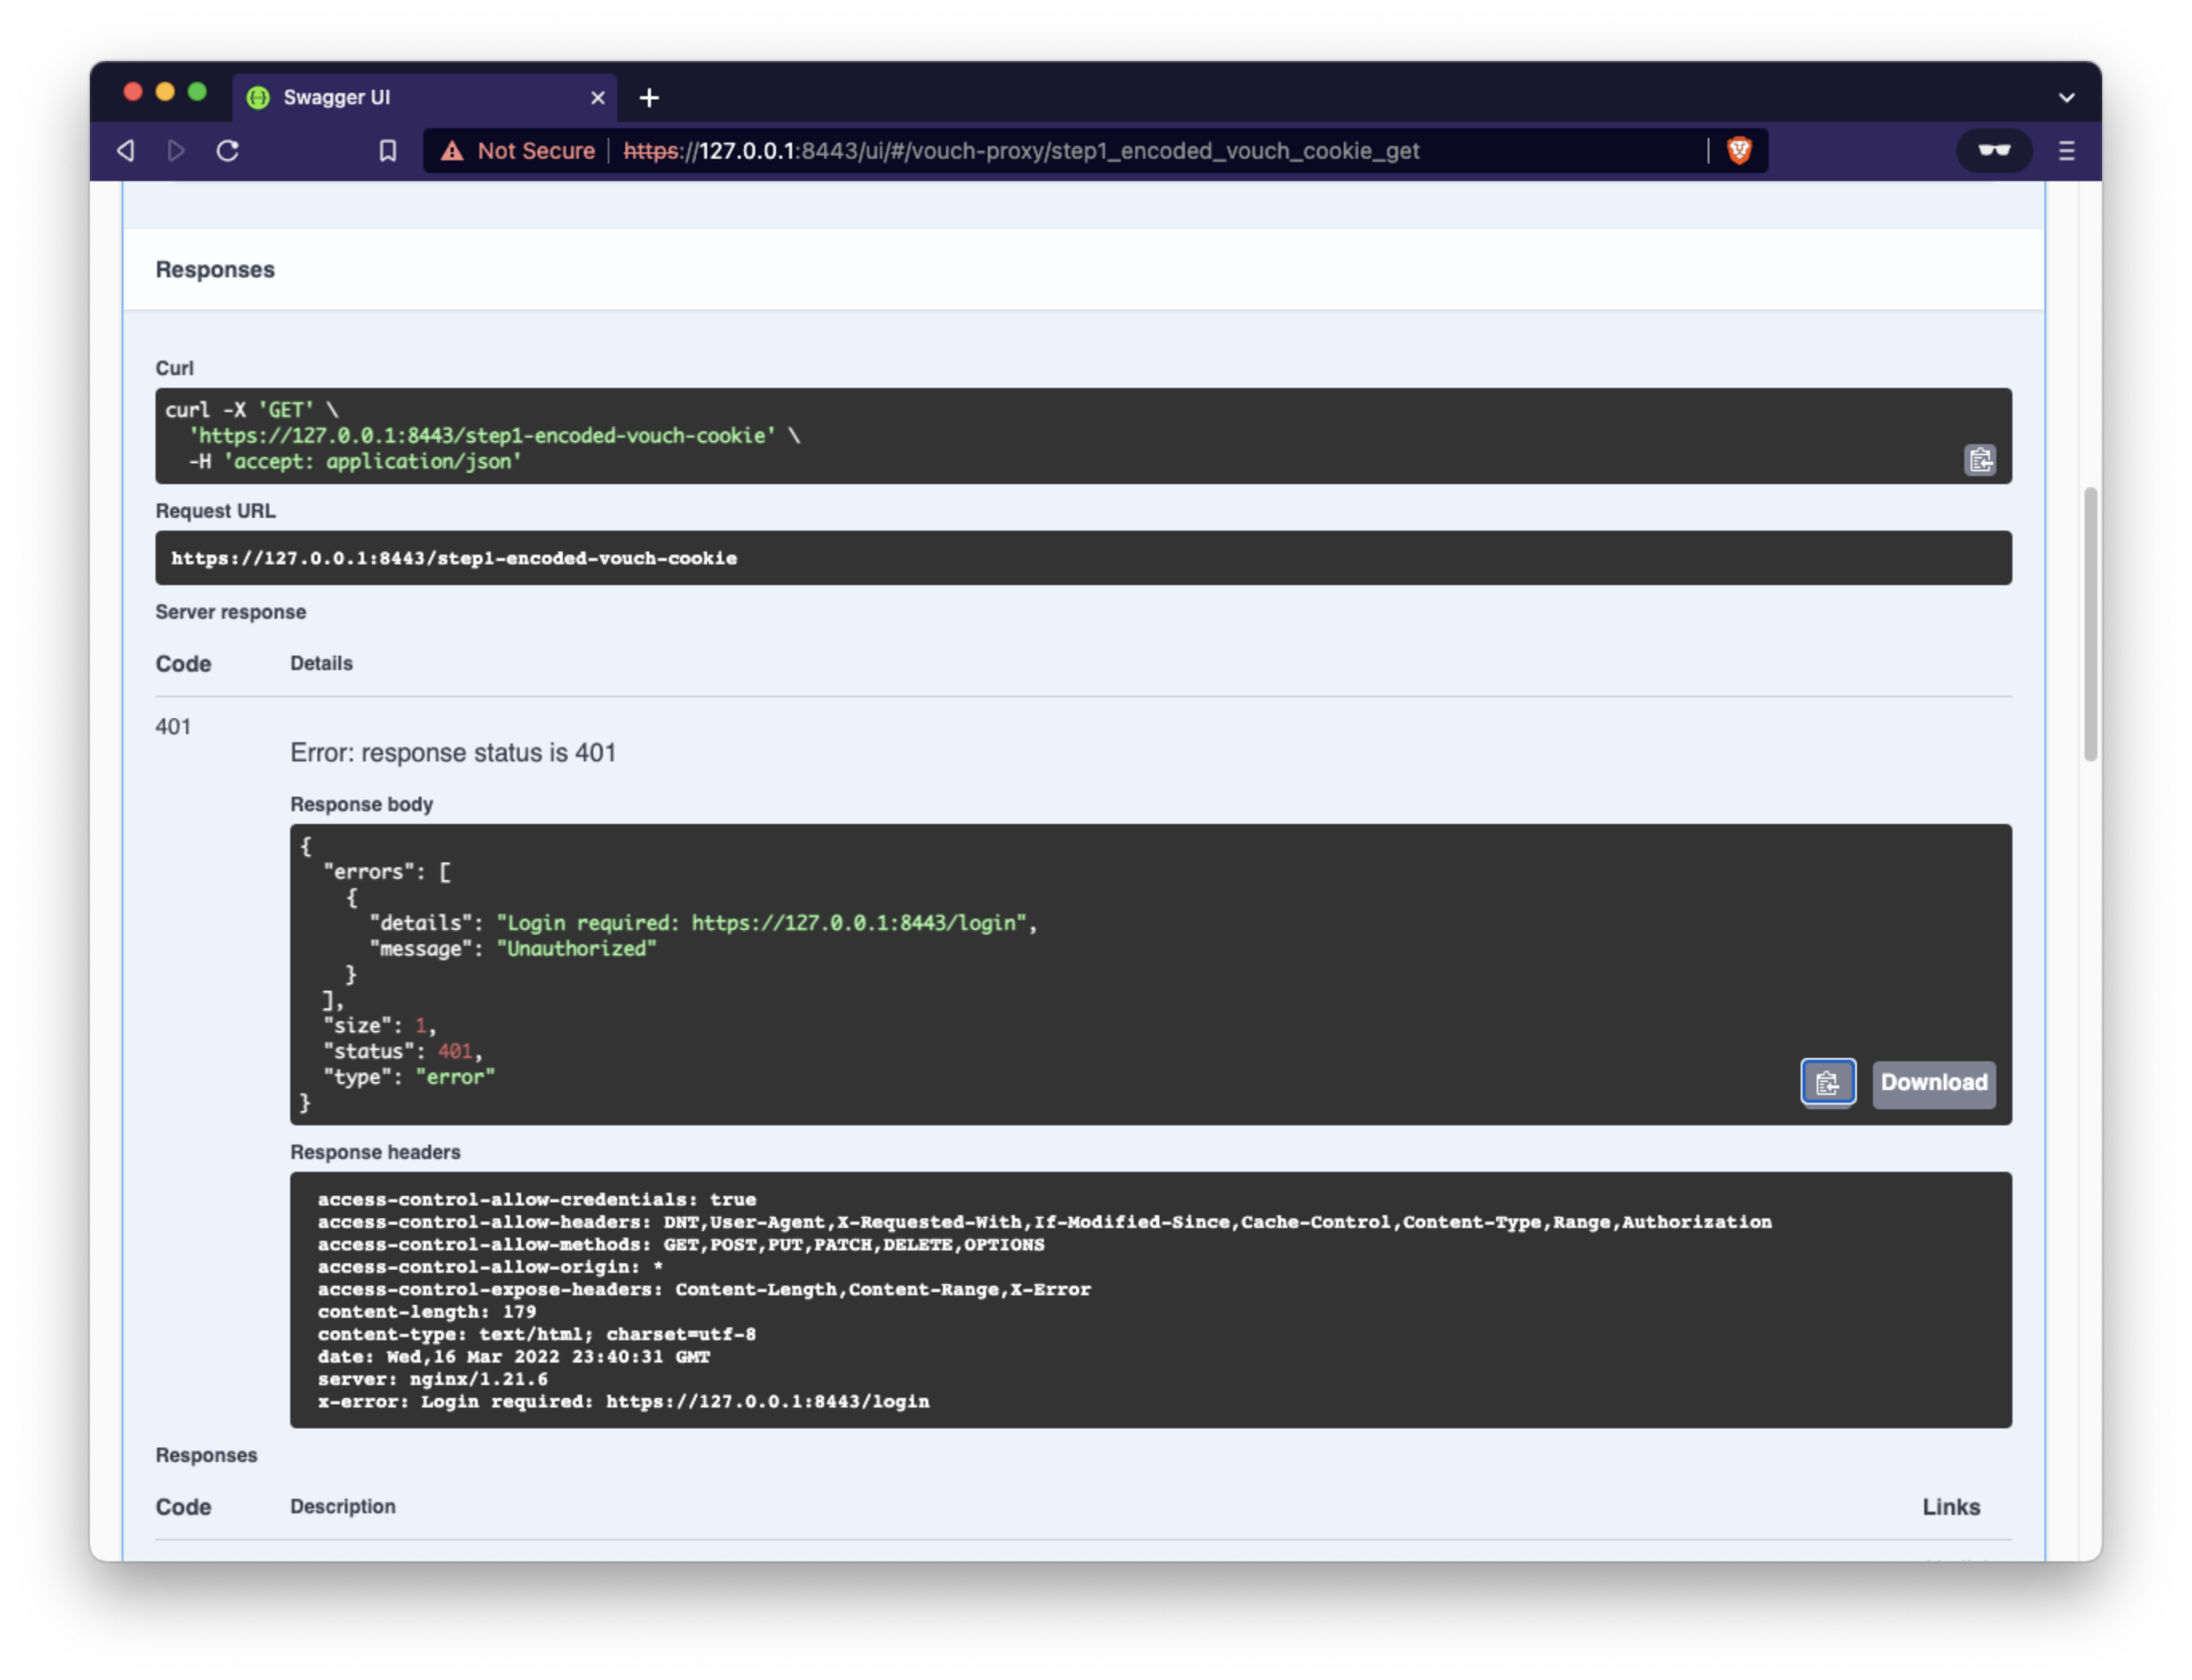 Swagger UI
Not Secure https://127.0.0.1:8443/ui/#/vouch-proxy/step1_encoded_vouch_cookie_get
Responses
Curl
curl -X 'GET' \
  'https://127.0.0.1:8443/step1-encoded-vouch-cookie' \
  -H 'accept: application/json'
Request URL
https://127.0.0.1:8443/step1-encoded-vouch-cookie
Server response
Code Details
401
Error: response status is 401
Response body
{
  "errors": [
    {
      "details": "Login required: https://127.0.0.1:8443/login",
      "message": "Unauthorized"
    }
  ],
  "size": 1,
  "status": 401,
  "type": "error"
}
Download
Response headers
access-control-allow-credentials: true
access-control-allow-headers: DNT,User-Agent,X-Requested-With,If-Modified-Since,Cache-Control,Content-Type,Range,Authorization
access-control-allow-methods: GET,POST,PUT,PATCH,DELETE,OPTIONS
access-control-allow-origin: *
access-control-expose-headers: Content-Length,Content-Range,X-Error
content-length: 179
content-type: text/html; charset=utf-8
date: Wed,16 Mar 2022 23:40:31 GMT
server: nginx/1.21.6
x-error: Login required: https://127.0.0.1:8443/login
Responses
Code Description Links